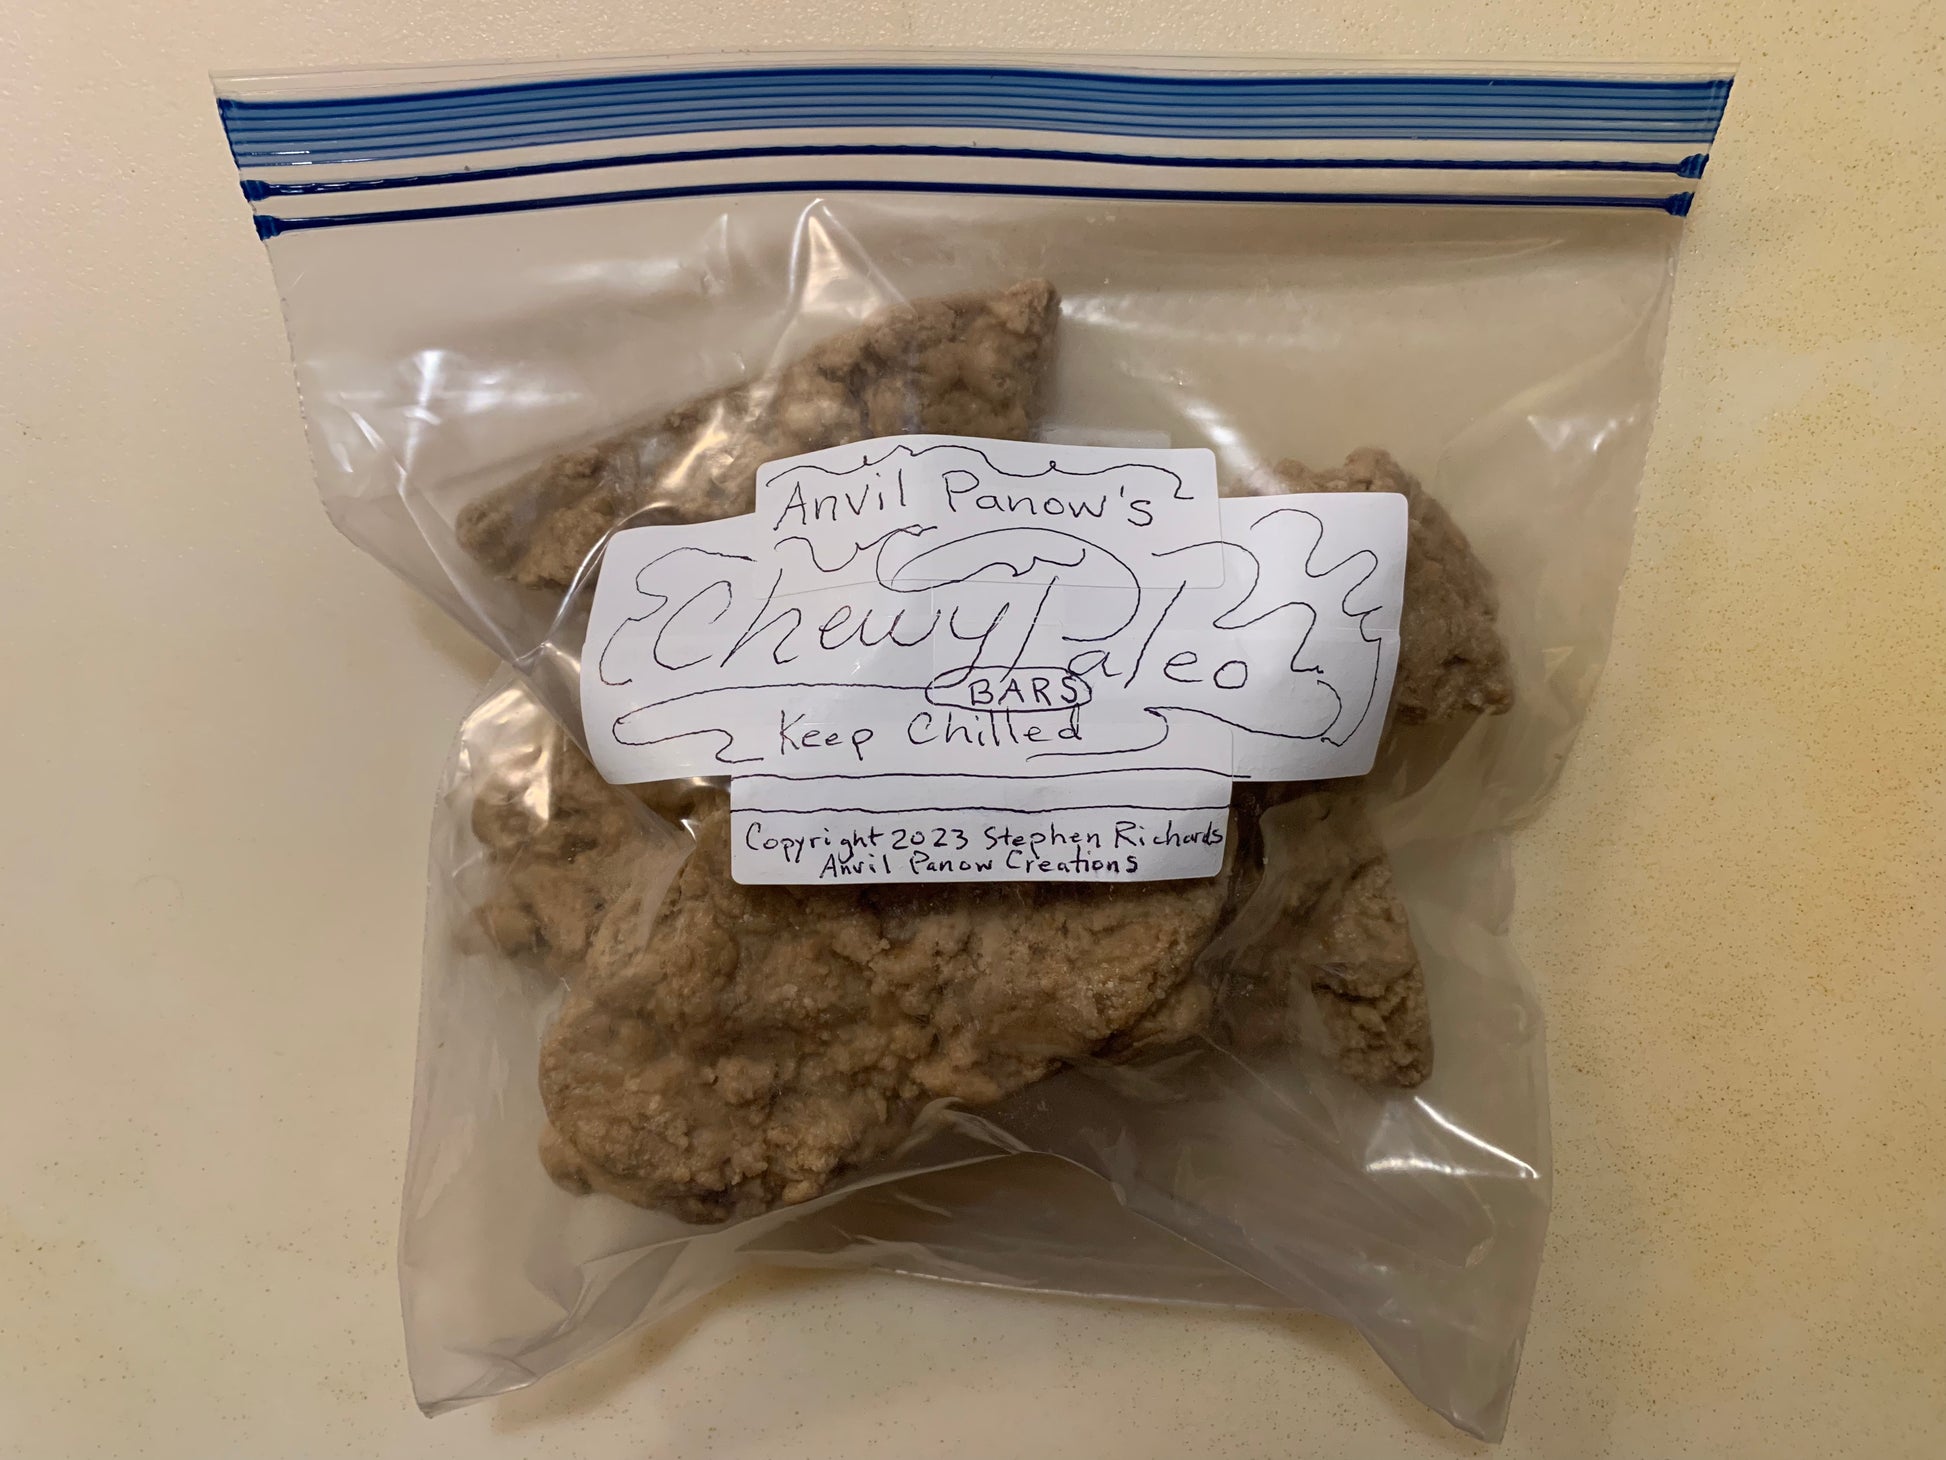 Anvil Panow's
Chewy Paleo
BARS
Keep Chilled
Copyright 2023 Stephen Richards
Anvil Panow Creations